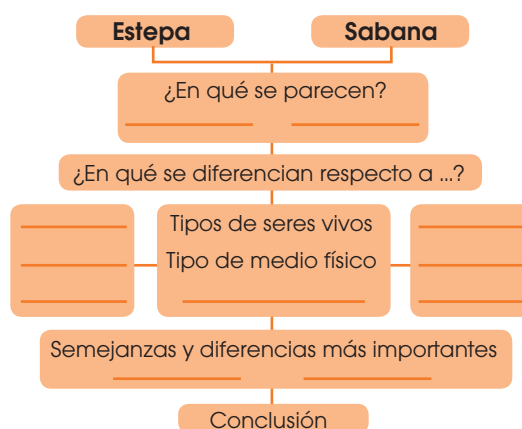 Estepa
Sabana
¿En qué se parecen?
¿En qué se diferencian respecto a ...?
Tipos de seres vivos
Tipo de medio físico
Semejanzas y diferencias más importantes
Conclusión